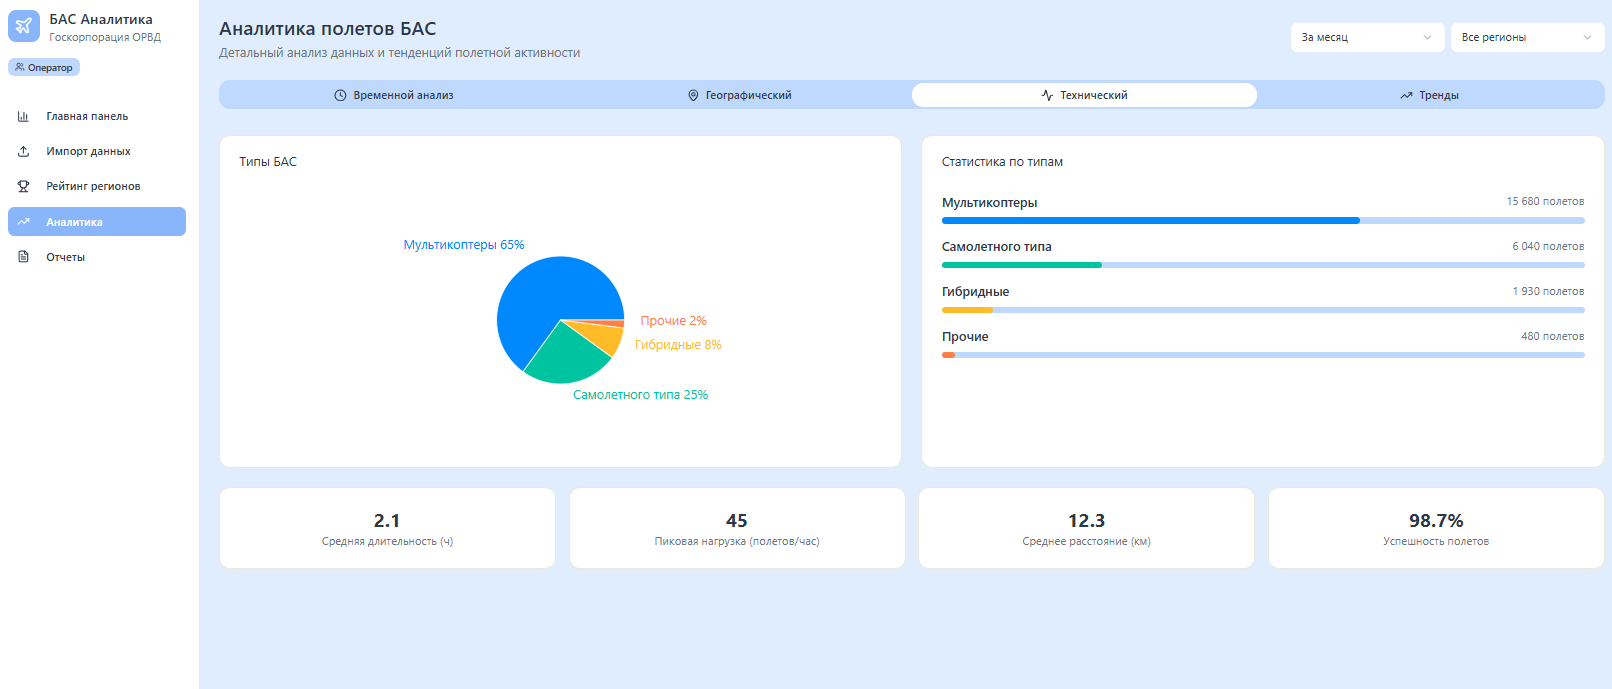 БАС Аналитика
Госкорпорация ОРВД
Оператор
Главная панель
Импорт данных
Рейтинг регионов
Аналитика
Отчеты
Аналитика полетов БАС
Детальный анализ данных и тенденций полетной активности
За месяц
Все регионы
Временной анализ
Географический
Технический
Тренды
Типы БАС
Мультикоптеры 65%
Прочие 2%
Гибридные 8%
Самолетного типа 25%
Статистика по типам
Мультикоптеры 15 680 полетов
Самолетного типа 6 040 полетов
Гибридные 1 930 полетов
Прочие 480 полетов
2.1
Средняя длительность (ч)
45
Пиковая нагрузка (полетов/час)
12.3
Среднее расстояние (км)
98.7%
Успешность полетов